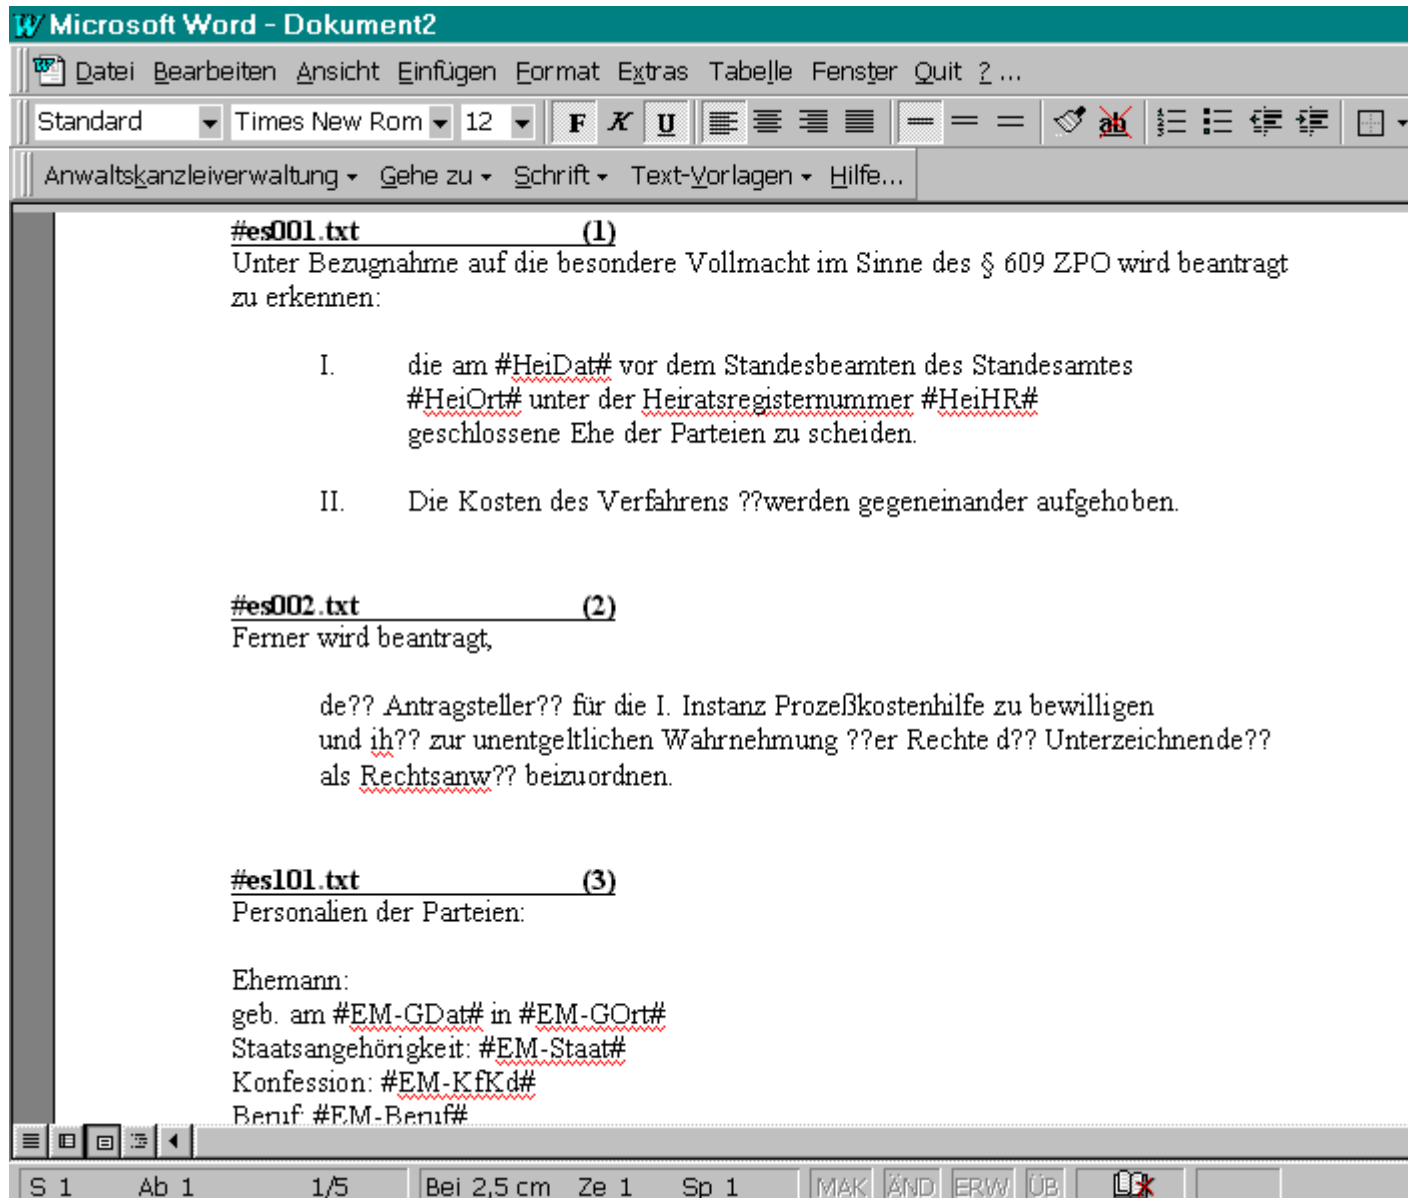 Microsoft Word - Dokument2
Datei Bearbeiten Ansicht Einfügen Format Extras Tabelle Fenster Quit ? ...
Standard Times New Rom 12 F K U ab
Anwaltskanzleiverwaltung Gehe zu Schrift Text-Vorlagen Hilfe...
#es001.txt (1)
Unter Bezugnahme auf die besondere Vollmacht im Sinne des § 609 ZPO wird beantragt
zu erkennen:
I. die am #HeiDat# vor dem Standesbeamten des Standesamtes
#HeiOrt# unter der Heiratsregisternummer #HeiHR#
geschlossene Ehe der Parteien zu scheiden.
II. Die Kosten des Verfahrens ??werden gegeneinander aufgehoben.
#es002.txt (2)
Ferner wird beantragt,
de?? Antragsteller?? für die I. Instanz Prozeßkostenhilfe zu bewilligen
und ih?? zur unentgeltlichen Wahrnehmung ??er Rechte d?? Unterzeichnende??
als Rechtsanw?? beizuordnen.
#es101.txt (3)
Personalien der Parteien:
Ehemann:
geb. am #EM-GDat# in #EM-GOrt#
Staatsangehörigkeit: #EM-Staat#
Konfession: #EM-KfKd#
Beruf: #EM-Beruf#
S 1 Ab 1 1/5 Bei 2,5 cm Ze 1 Sp 1 MAK ÄND ERW ÜB